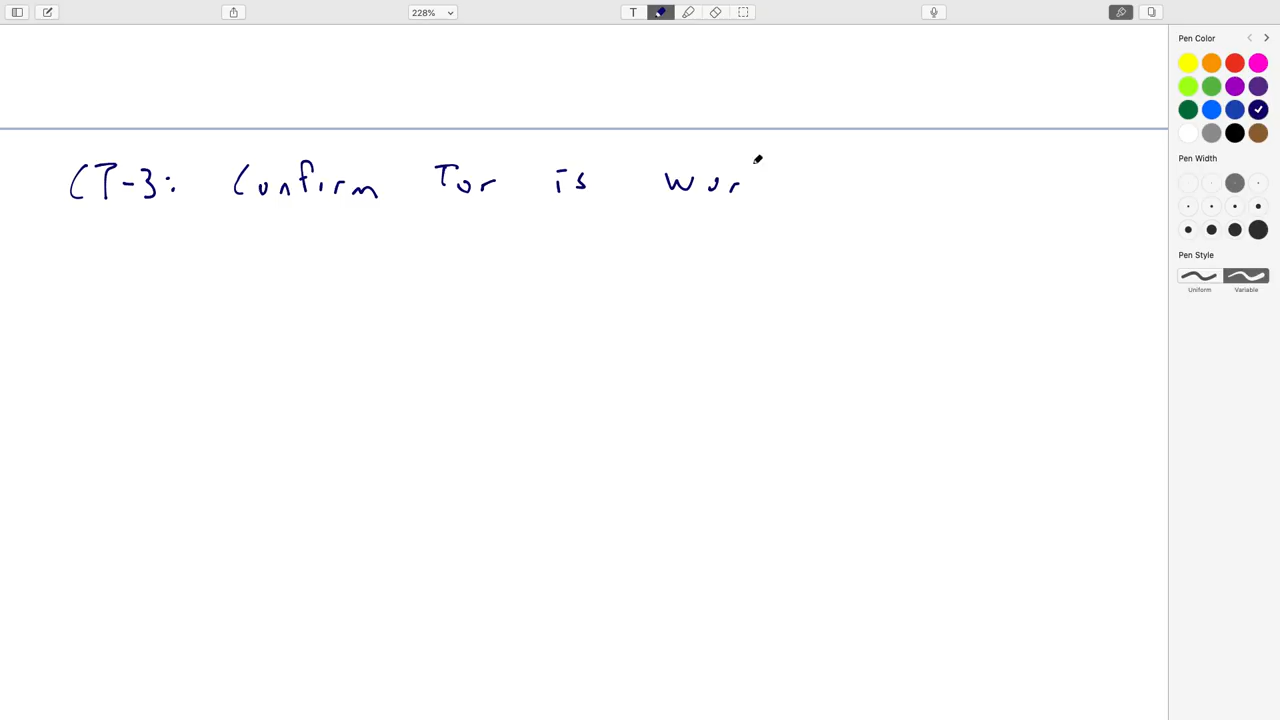 228%
T
Pen Color
CT-3: Confirm Tor is wor
Pen Width
Pen Style
Uniform Variable